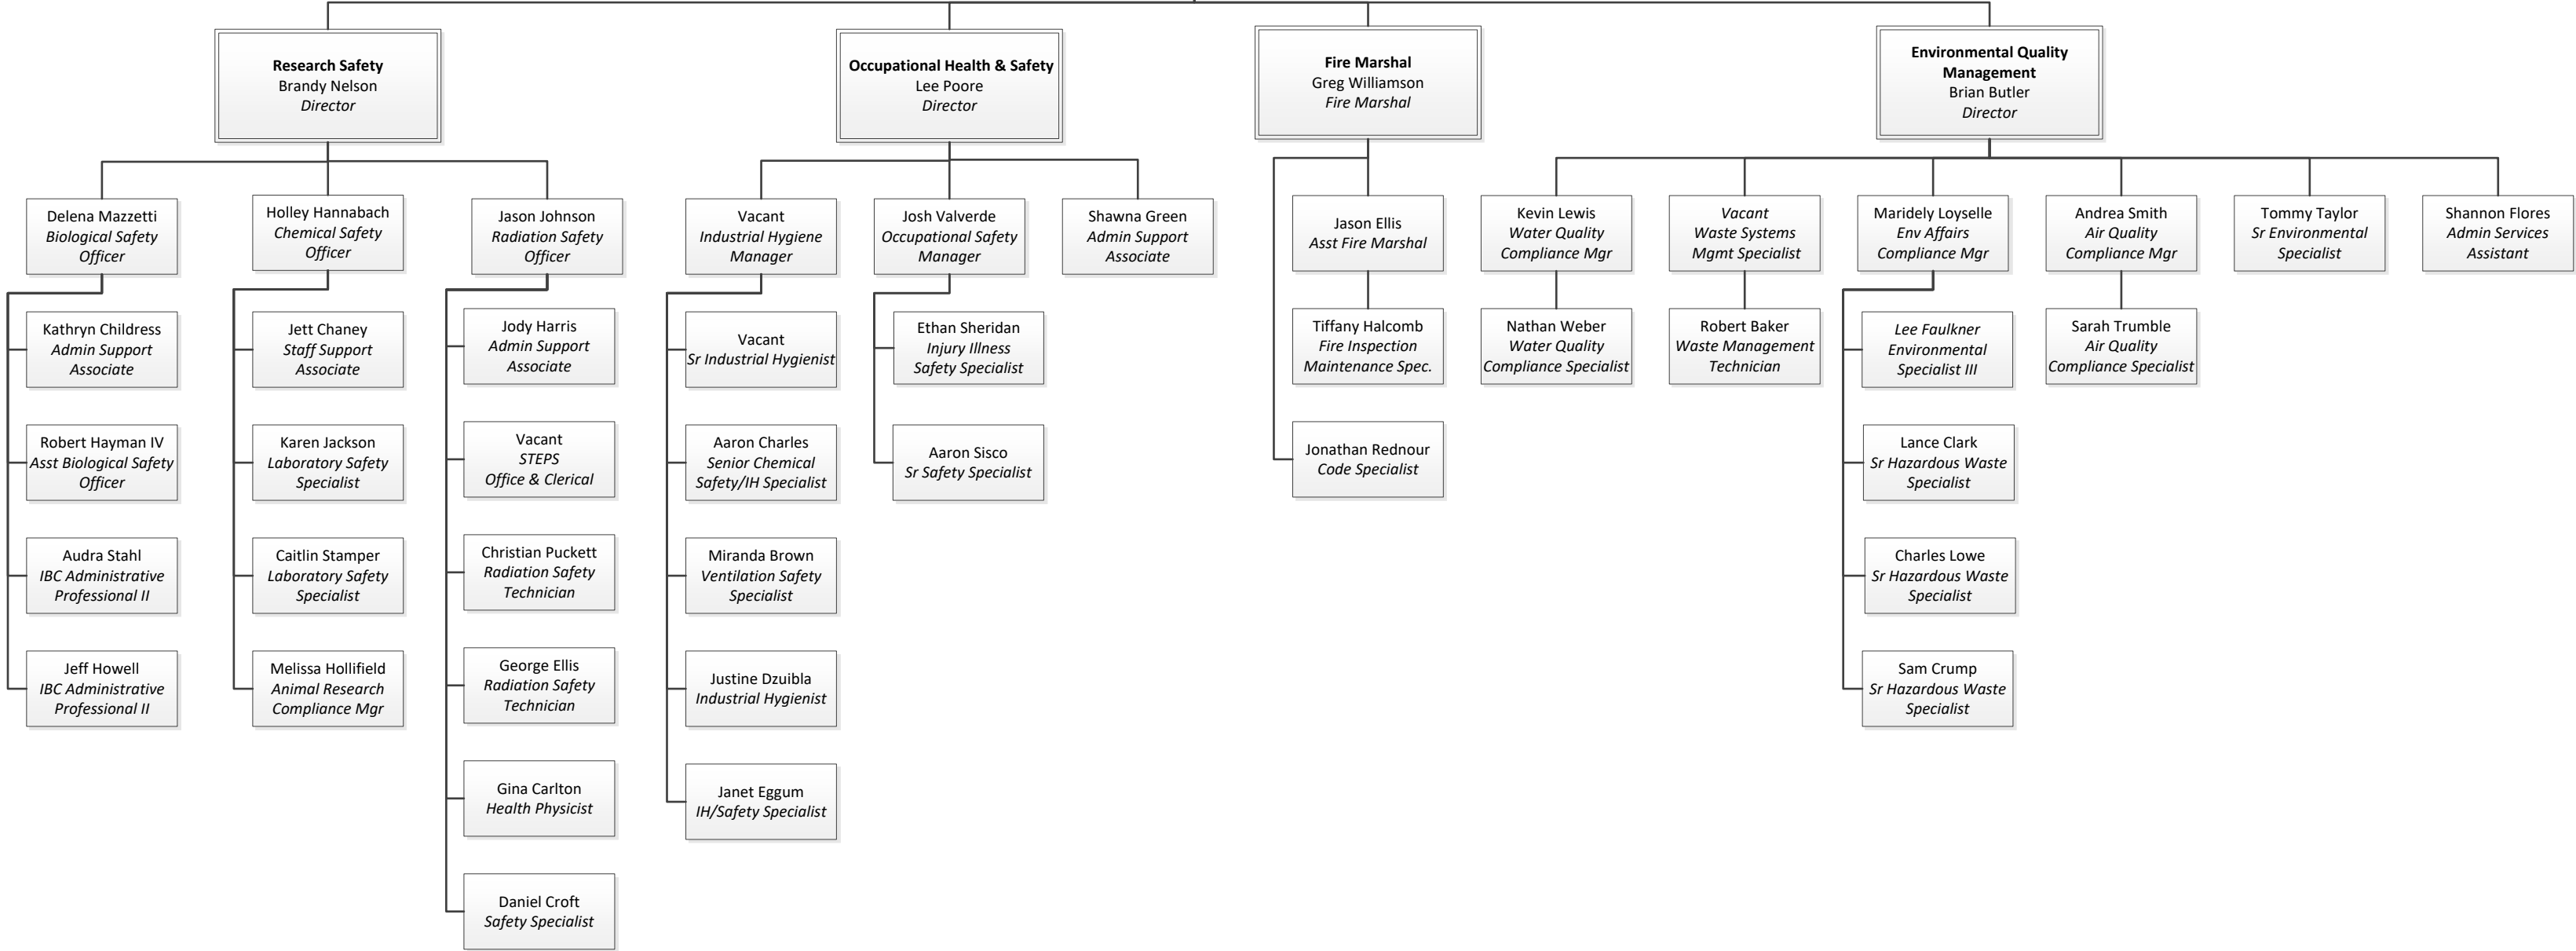 Research Safety
Brandy Nelson
Director
Occupational Health & Safety
Lee Poore
Director
Fire Marshal
Greg Williamson
Fire Marshal
Environmental Quality
Management
Brian Butler
Director
Delena Mazzetti
Biological Safety
Officer
Holley Hannabach
Chemical Safety
Officer
Jason Johnson
Radiation Safety
Officer
Vacant
Industrial Hygiene
Manager
Josh Valverde
Occupational Safety
Manager
Shawna Green
Admin Support
Associate
Jason Ellis
Asst Fire Marshal
Kevin Lewis
Water Quality
Compliance Mgr
Vacant
Waste Systems
Mgmt Specialist
Maridely Loyselle
Env Affairs
Compliance Mgr
Andrea Smith
Air Quality
Compliance Mgr
Tommy Taylor
Sr Environmental
Specialist
Shannon Flores
Admin Services
Assistant
Kathryn Childress
Admin Support
Associate
Jett Chaney
Staff Support
Associate
Jody Harris
Admin Support
Associate
Vacant
Sr Industrial Hygienist
Ethan Sheridan
Injury Illness
Safety Specialist
Tiffany Halcomb
Fire Inspection
Maintenance Spec.
Nathan Weber
Water Quality
Compliance Specialist
Robert Baker
Waste Management
Technician
Lee Faulkner
Environmental
Specialist III
Sarah Trumble
Air Quality
Compliance Specialist
Robert Hayman IV
Asst Biological Safety
Officer
Karen Jackson
Laboratory Safety
Specialist
Vacant
STEPS
Office & Clerical
Aaron Charles
Senior Chemical
Safety/IH Specialist
Aaron Sisco
Sr Safety Specialist
Jonathan Rednour
Code Specialist
Lance Clark
Sr Hazardous Waste
Specialist
Audra Stahl
IBC Administrative
Professional II
Caitlin Stamper
Laboratory Safety
Specialist
Christian Puckett
Radiation Safety
Technician
Miranda Brown
Ventilation Safety
Specialist
Charles Lowe
Sr Hazardous Waste
Specialist
Jeff Howell
IBC Administrative
Professional II
Melissa Hollifield
Animal Research
Compliance Mgr
George Ellis
Radiation Safety
Technician
Justine Dzuibla
Industrial Hygienist
Sam Crump
Sr Hazardous Waste
Specialist
Gina Carlton
Health Physicist
Janet Eggum
IH/Safety Specialist
Daniel Croft
Safety Specialist